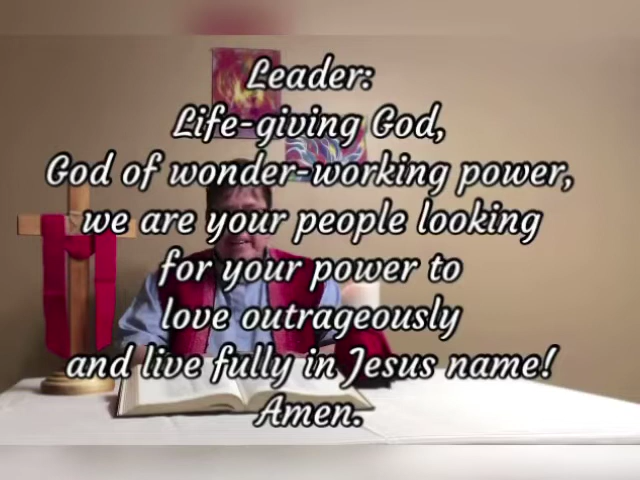 Leader:
Life-giving God,
God of wonder-working power,
we are your people looking
for your power to
love outrageously
and live fully in Jesus name!
Amen.